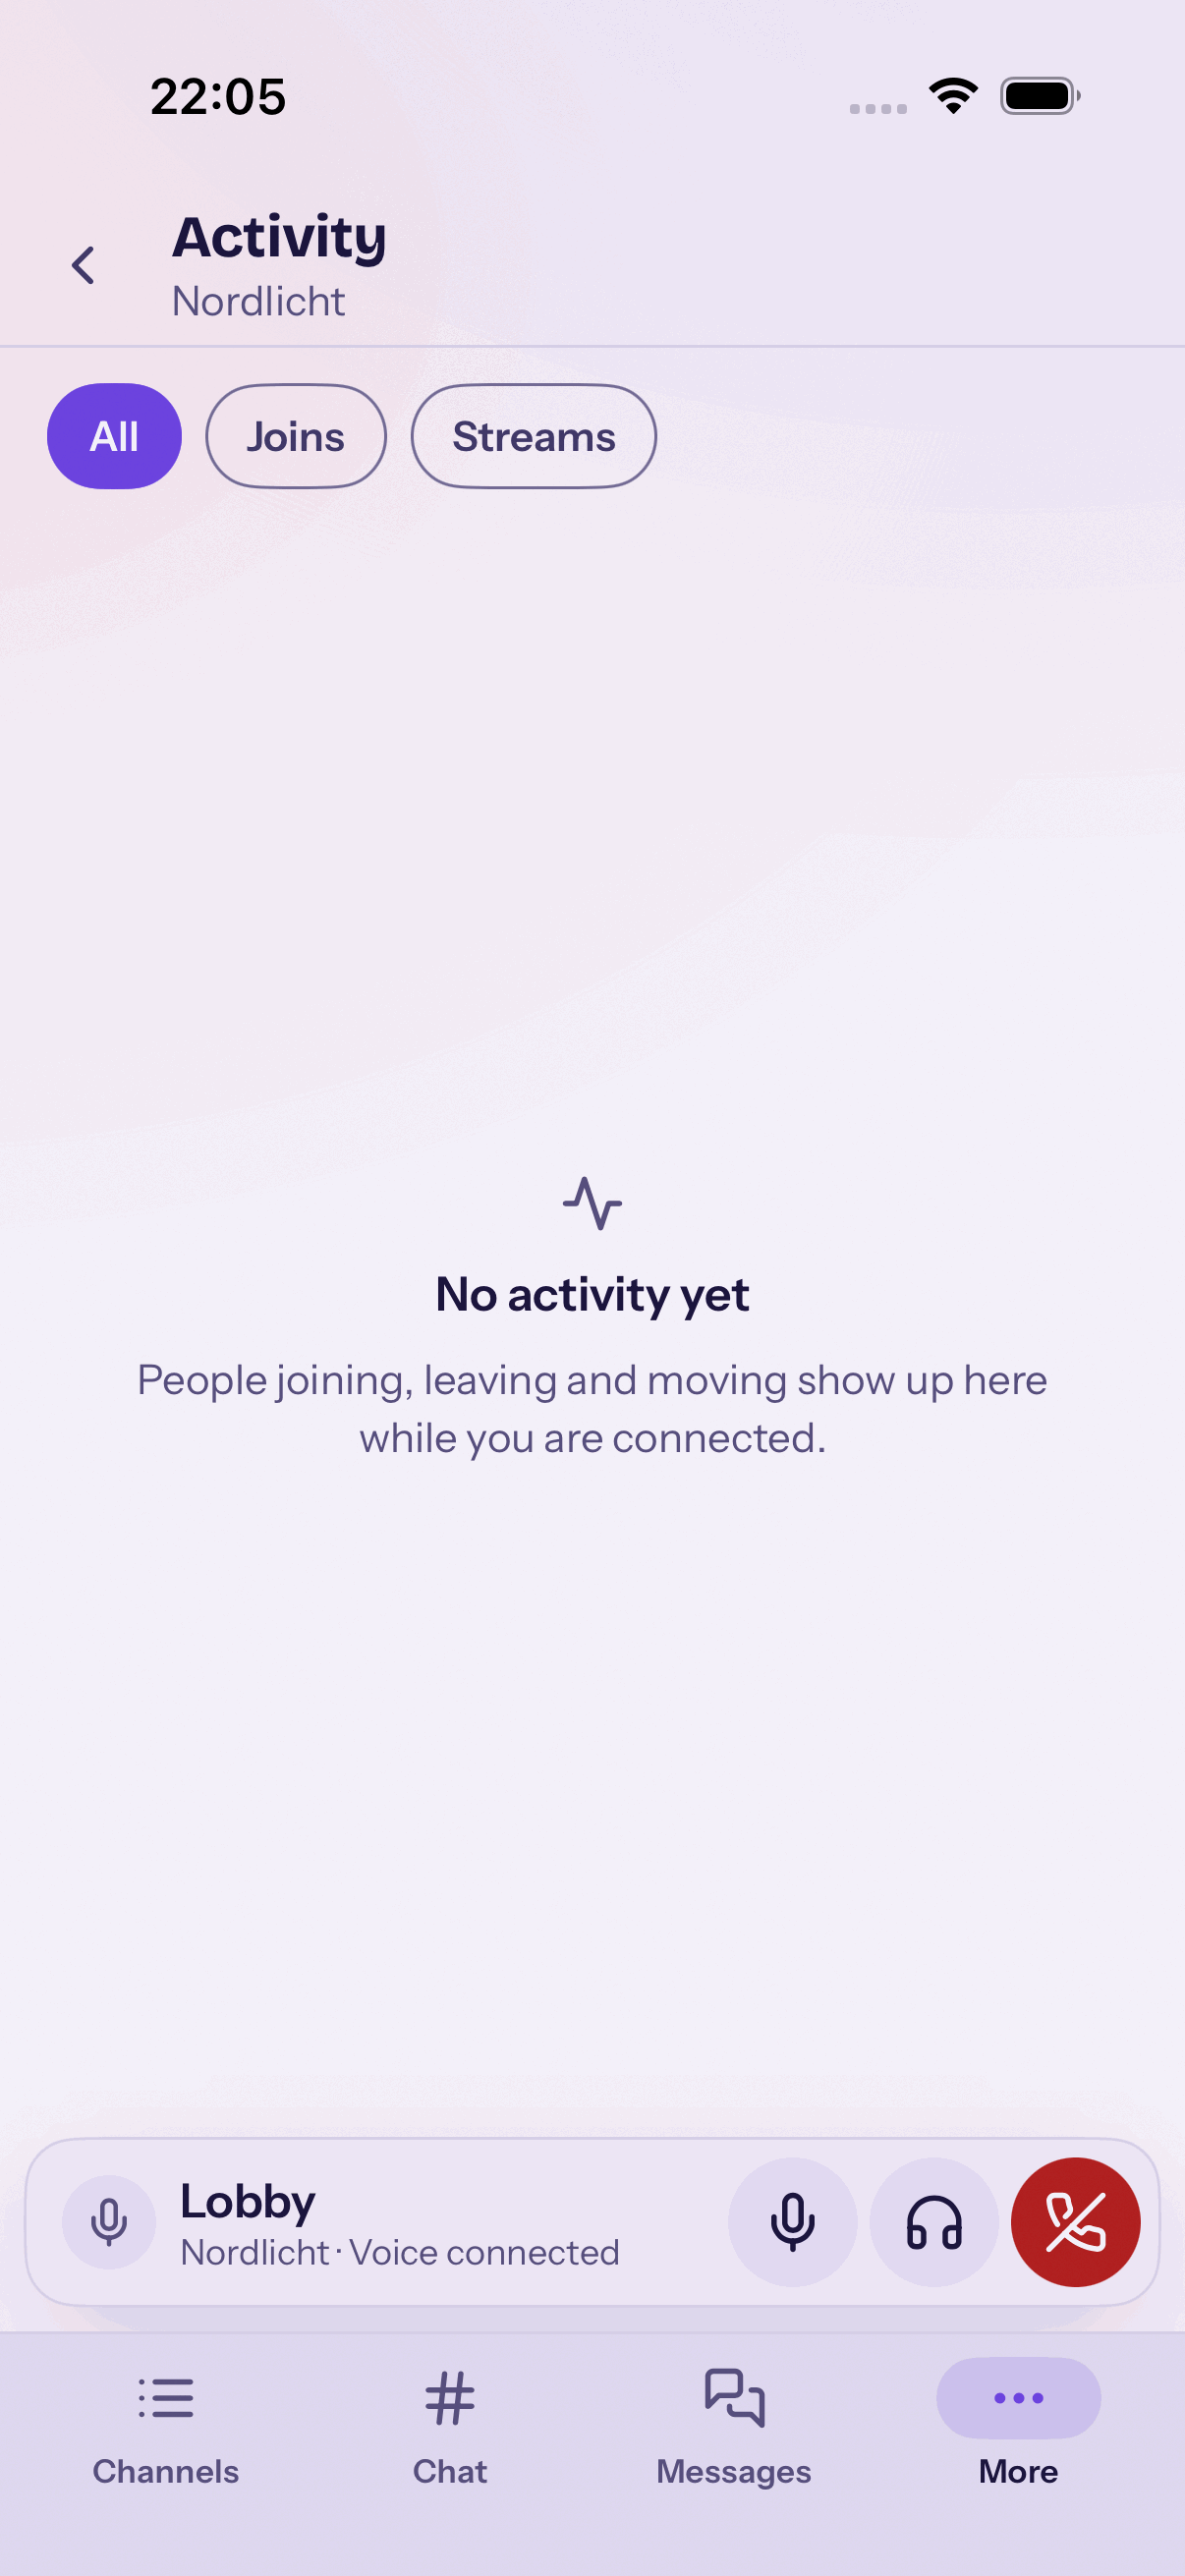 22:05
Activity
Nordlicht
All
Joins
Streams
No activity yet
People joining, leaving and moving show up here
while you are connected.
Lobby
Nordlicht · Voice connected
Channels
Chat
Messages
More